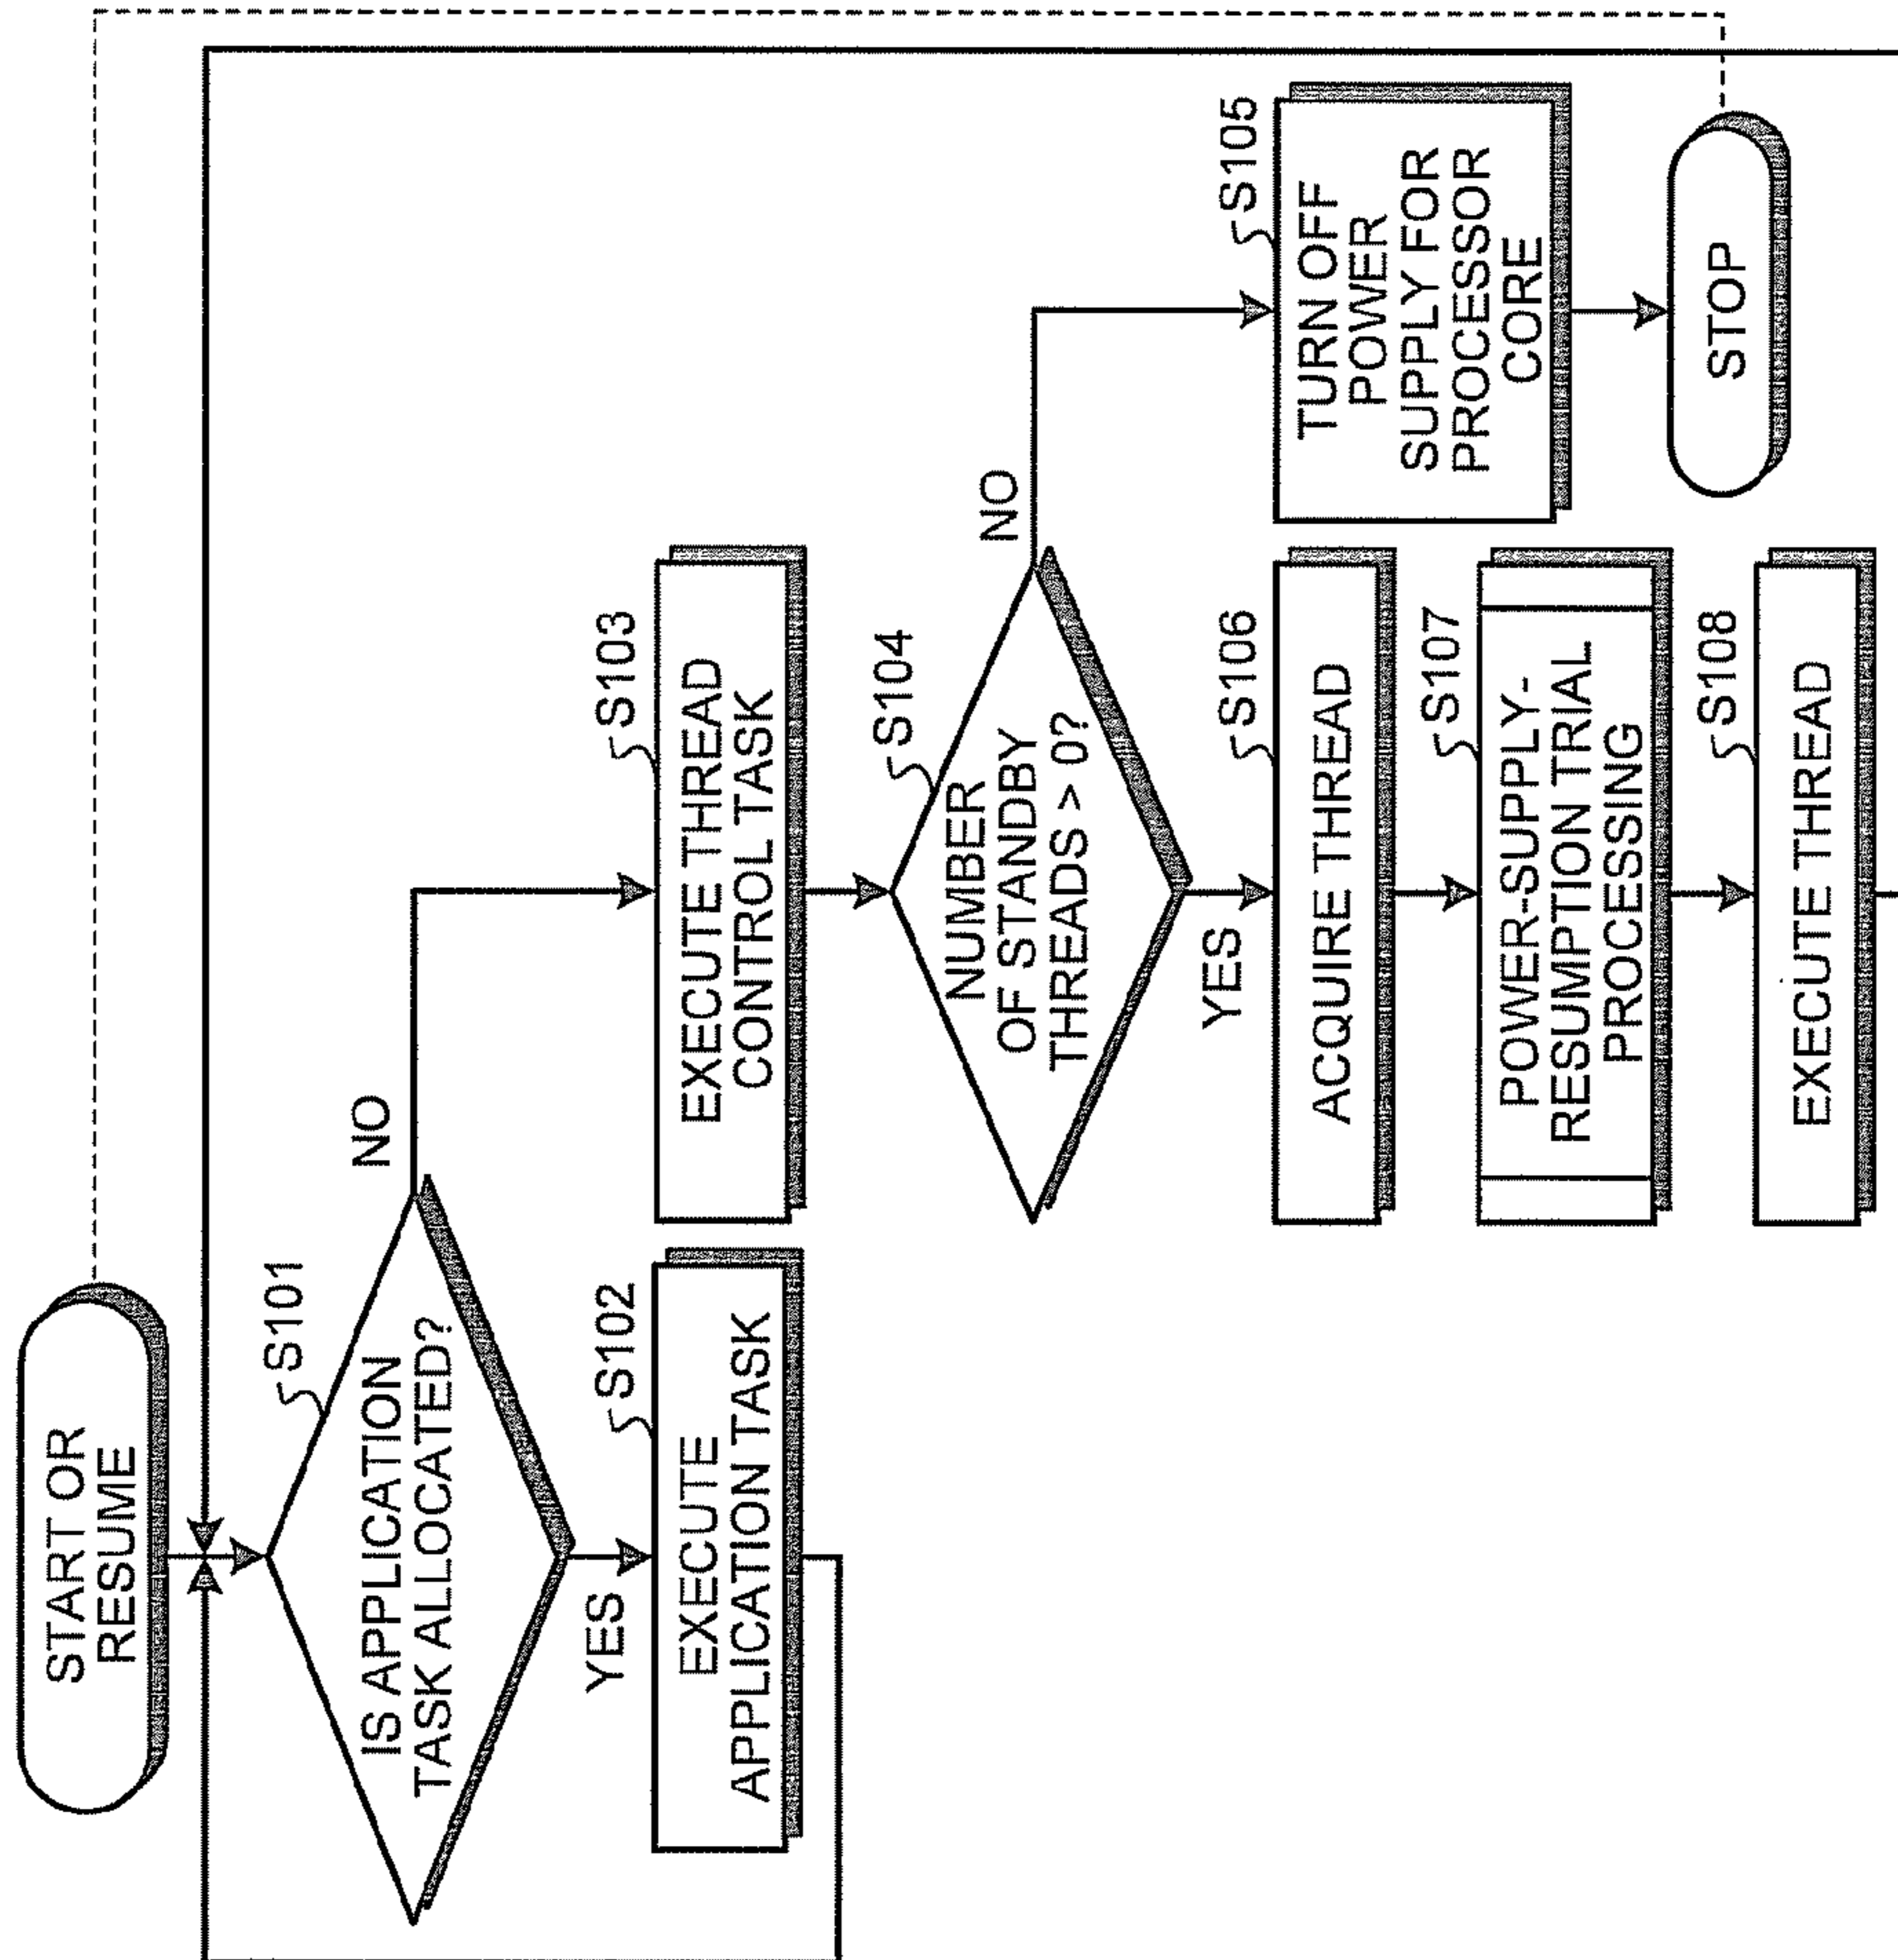 START OR
RESUME
S101
IS APPLICATION
TASK ALLOCATED?
NO
YES
S102
EXECUTE
APPLICATION TASK
S103
EXECUTE THREAD
CONTROL TASK
S104
NUMBER
OF STANDBY
THREADS > 0?
NO
YES
S105
TURN OFF
POWER
SUPPLY FOR
PROCESSOR
CORE
STOP
S106
ACQUIRE THREAD
S107
POWER-SUPPLY-
RESUMPTION TRIAL
PROCESSING
S108
EXECUTE THREAD